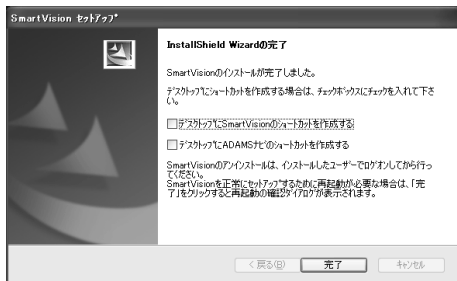 SmartVision ｾｯﾄｱｯﾌﾟ
InstallShield Wizardの完了
SmartVisionのｲﾝｽﾄｰﾙが完了しました。
ﾃﾞｽｸﾄｯﾌﾟにｼｮｰﾄｶｯﾄを作成する場合は、ﾁｪｯｸﾎﾞｯｸｽにﾁｪｯｸを入れて下さ
い。
ﾃﾞｽｸﾄｯﾌﾟにSmartVisionのｼｮｰﾄｶｯﾄを作成する
ﾃﾞｽｸﾄｯﾌﾟにADAMSﾅﾋﾞのｼｮｰﾄｶｯﾄを作成する
SmartVisionのｱﾝｲﾝｽﾄｰﾙは、ｲﾝｽﾄｰﾙしたﾕｰｻﾞｰでﾛｸﾞｵﾝしてから行っ
てください。
SmartVisionを正常にｾｯﾄｱｯﾌﾟするために再起動が必要な場合は、「完
了」をｸﾘｯｸすると再起動の確認ﾀﾞｲｱﾛｸﾞが表示されます。
< 戻る(B)
完了
ｷｬﾝｾﾙ